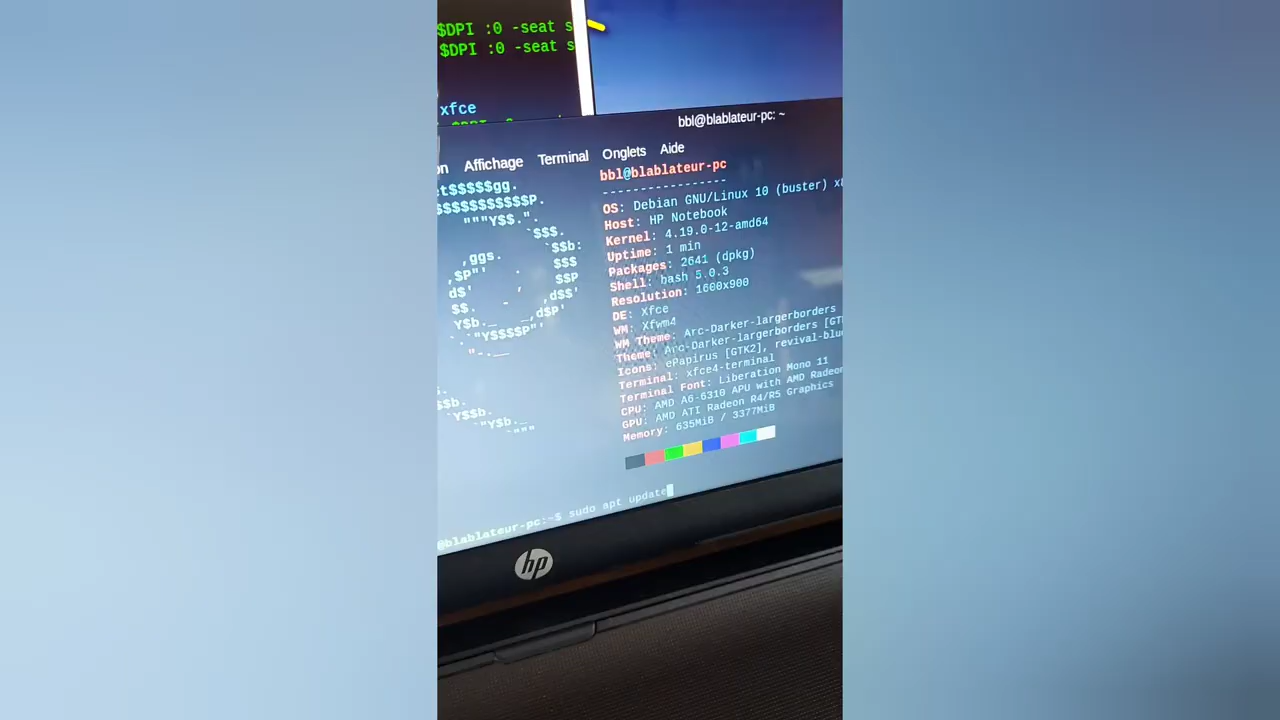 $DPI :0 -seat s
$DPI :0 -seat s
xfce
bbl@blablateur-pc: ~
Affichage Terminal Onglets Aide
bbl@blablateur-pc
-----------------
OS: Debian GNU/Linux 10 (buster) x8
Host: HP Notebook
Kernel: 4.19.0-12-amd64
Uptime: 1 min
Packages: 2641 (dpkg)
Shell: bash 5.0.3
Resolution: 1600x900
DE: Xfce
WM: Xfwm4
WM Theme: Arc-Darker-largerborders
Theme: Arc-Darker-largerborders [GT
Icons: ePapirus [GTK2], revival-blu
Terminal: xfce4-terminal
Terminal Font: Liberation Mono 11
CPU: AMD A6-6310 APU with AMD Radeon
GPU: AMD ATI Radeon R4/R5 Graphics
Memory: 635MiB / 3377MiB
@blablateur-pc:~$ sudo apt update
hp